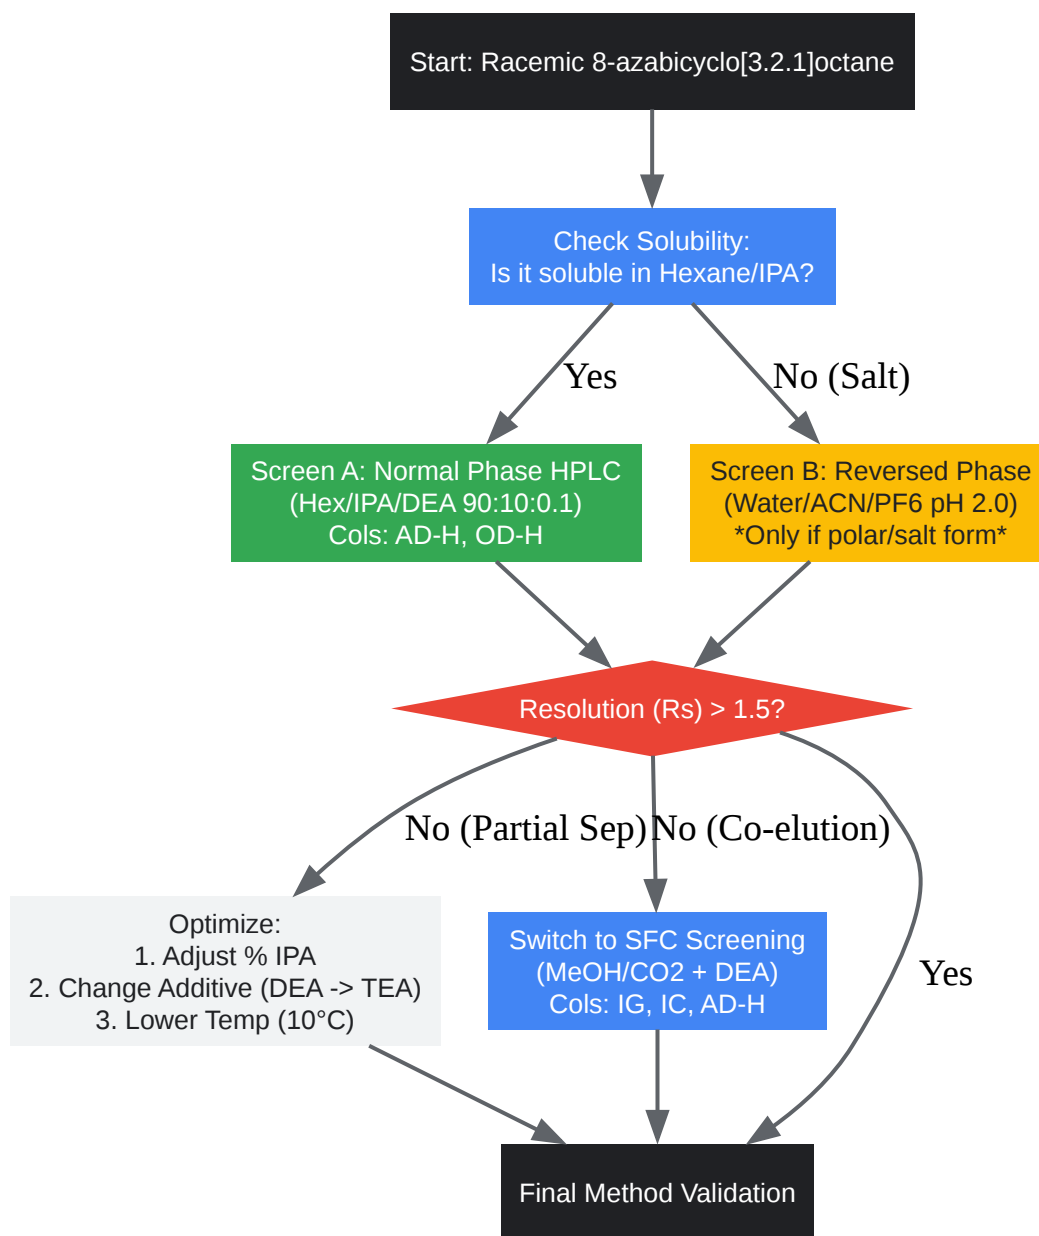 Start: Racemic 8-azabicyclo[3.2.1]octane
Check Solubility:
Is it soluble in Hexane/IPA?
Yes
No (Salt)
Screen A: Normal Phase HPLC
(Hex/IPA/DEA 90:10:0.1)
Cols: AD-H, OD-H
Screen B: Reversed Phase
(Water/ACN/PF6 pH 2.0)
*Only if polar/salt form*
Resolution (Rs) > 1.5?
No (Partial Sep)
No (Co-elution)
Yes
Optimize:
1. Adjust % IPA
2. Change Additive (DEA -> TEA)
3. Lower Temp (10°C)
Switch to SFC Screening
(MeOH/CO2 + DEA)
Cols: IG, IC, AD-H
Final Method Validation